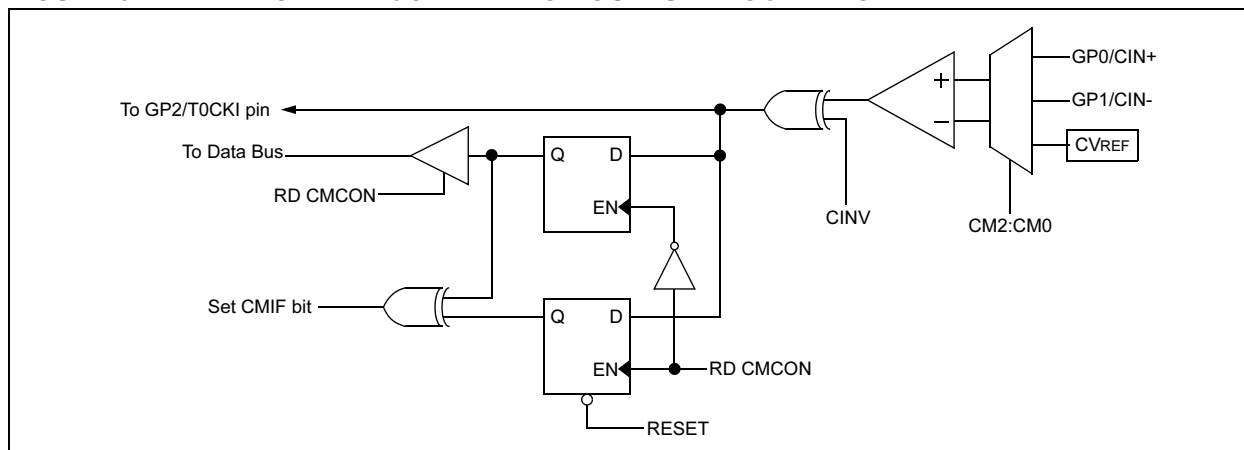 GP0/CIN+
To GP2/T0CKI pin
GP1/CIN-
To Data Bus
Q D
CVREF
RD CMCON
EN
CINV
CM2:CM0
Set CMIF bit
Q D
EN
RD CMCON
RESET